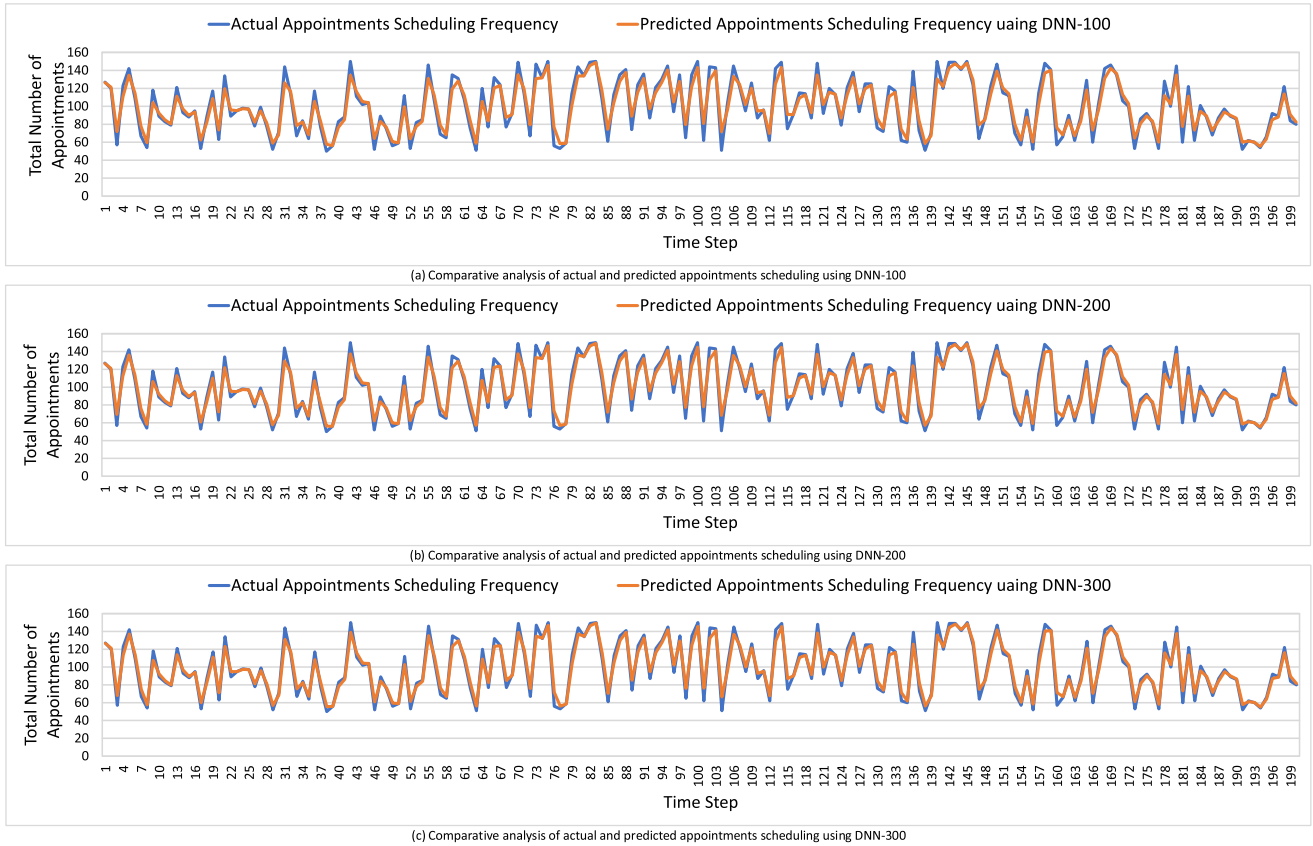 Actual Appointments Scheduling Frequency Predicted Appointments Scheduling Frequency uaing DNN-100
160
140
120
100
80
60
40
20
0
Total Number of
Appointments
1 4 7 10 13 16 19 22 25 28 31 34 37 40 43 46 49 52 55 58 61 64 67 70 73 76 79 82 85 88 91 94 97 100 103 106 109 112 115 118 121 124 127 130 133 136 139 142 145 148 151 154 157 160 163 166 169 172 175 178 181 184 187 190 193 196 199
Time Step
(a) Comparative analysis of actual and predicted appointments scheduling using DNN-100
Actual Appointments Scheduling Frequency Predicted Appointments Scheduling Frequency uaing DNN-200
160
140
120
100
80
60
40
20
0
Total Number of
Appointments
1 4 7 10 13 16 19 22 25 28 31 34 37 40 43 46 49 52 55 58 61 64 67 70 73 76 79 82 85 88 91 94 97 100 103 106 109 112 115 118 121 124 127 130 133 136 139 142 145 148 151 154 157 160 163 166 169 172 175 178 181 184 187 190 193 196 199
Time Step
(b) Comparative analysis of actual and predicted appointments scheduling using DNN-200
Actual Appointments Scheduling Frequency Predicted Appointments Scheduling Frequency uaing DNN-300
160
140
120
100
80
60
40
20
0
Total Number of
Appointments
1 4 7 10 13 16 19 22 25 28 31 34 37 40 43 46 49 52 55 58 61 64 67 70 73 76 79 82 85 88 91 94 97 100 103 106 109 112 115 118 121 124 127 130 133 136 139 142 145 148 151 154 157 160 163 166 169 172 175 178 181 184 187 190 193 196 199
Time Step
(c) Comparative analysis of actual and predicted appointments scheduling using DNN-300